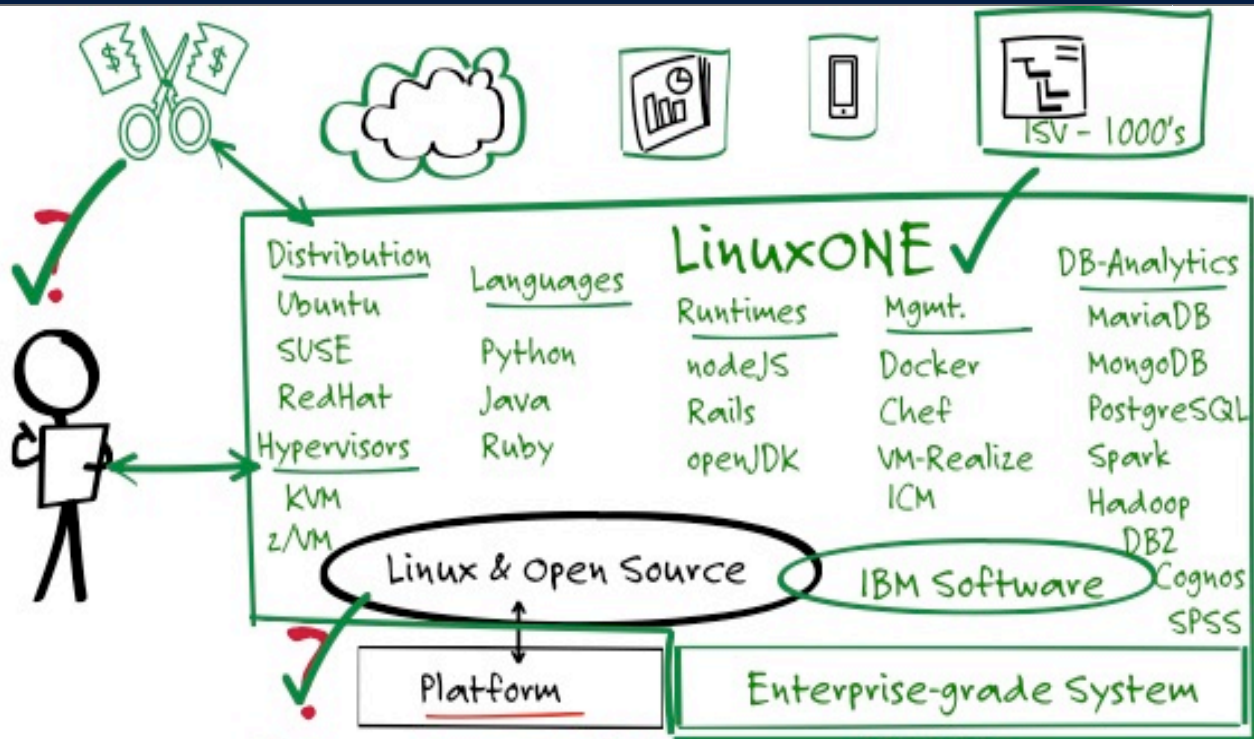 $ $
ISV - 1000's
LinuxONE
Distribution
Ubuntu
SUSE
RedHat
Hypervisors
KVM
z/VM
Languages
Python
Java
Ruby
Runtimes
nodeJS
Rails
openJDK
Mgmt.
Docker
Chef
VM-Realize
ICM
DB-Analytics
MariaDB
MongoDB
PostgreSQL
Spark
Hadoop
DB2
Cognos
SPSS
?
Linux & Open Source
IBM Software
?
Platform
Enterprise-grade System